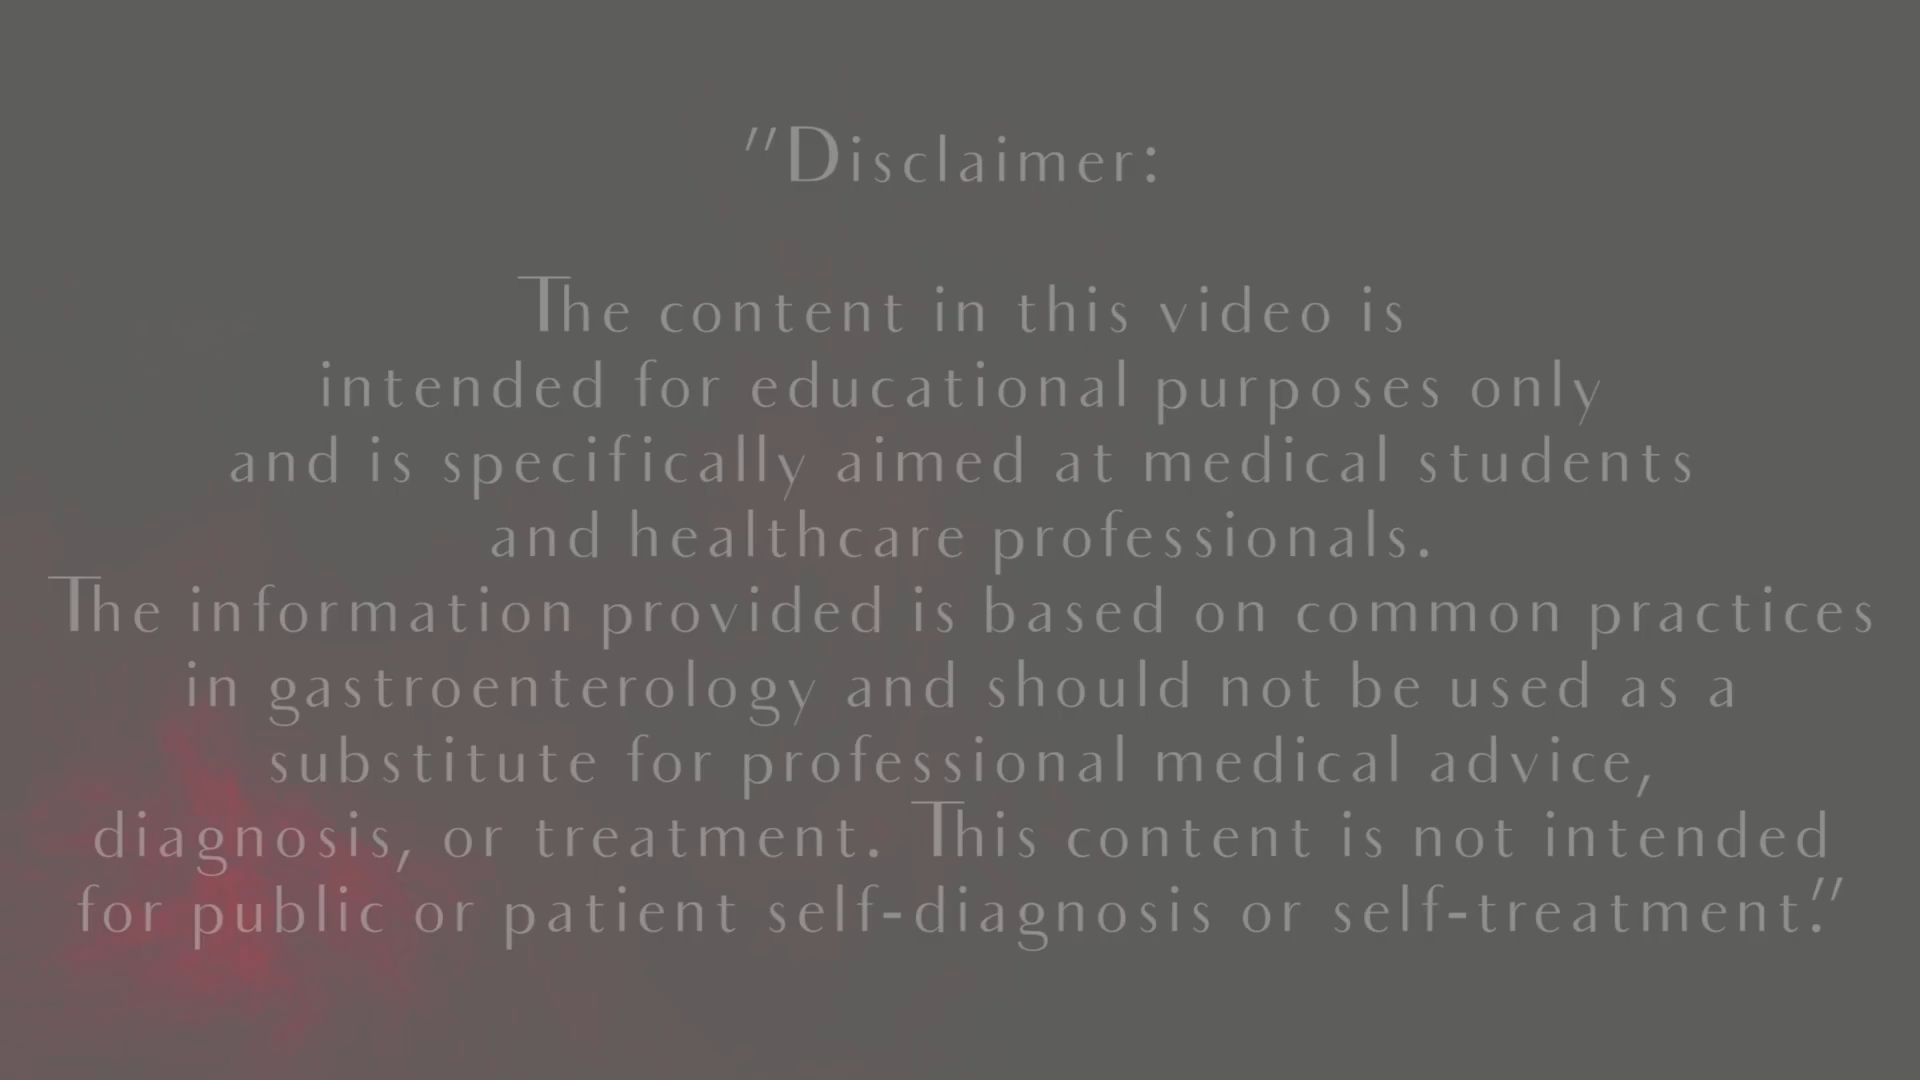 "Disclaimer:
The content in this video is
intended for educational purposes only
and is specifically aimed at medical students
and healthcare professionals.
The information provided is based on common practices
in gastroenterology and should not be used as a
substitute for professional medical advice,
diagnosis, or treatment. This content is not intended
for public or patient self-diagnosis or self-treatment."